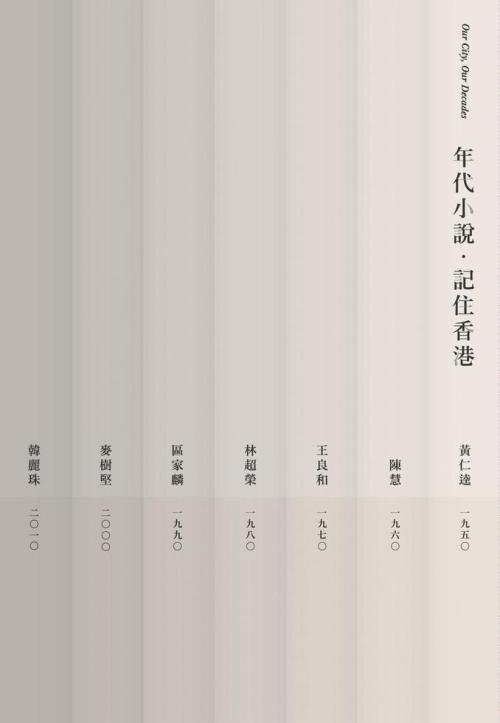 Our City, Our Decades
年代小說·記住香港
黃仁逵
一九五〇
陳慧
一九六〇
王良和
一九七〇
林超榮
一九八〇
區家麟
一九九〇
麥樹堅
二〇〇〇
韓麗珠
二〇一〇